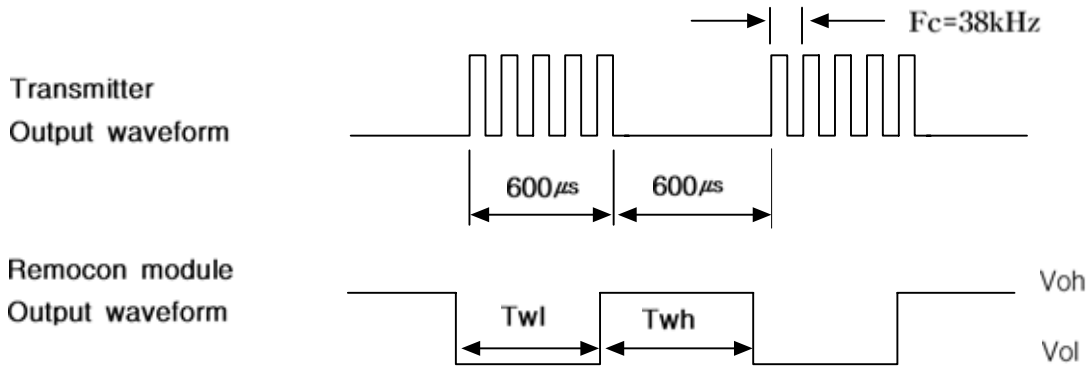 Fc=38kHz
Transmitter
Output waveform
600㎲ 600㎲
Remocon module
Output waveform
Voh
Twl Twh
Vol